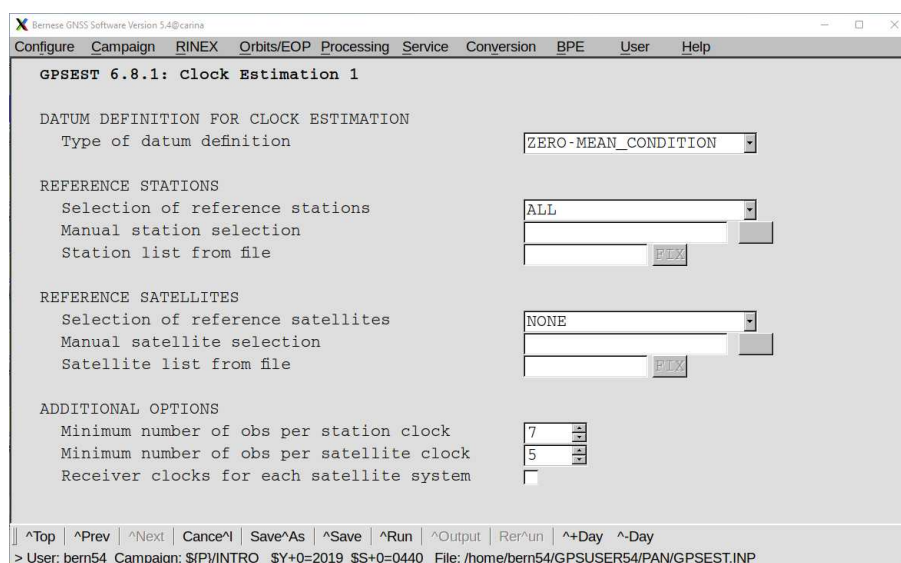 Bernese GNSS Software Version 5.4@carina
Configure Campaign RINEX Orbits/EOP Processing Service Conversion BPE User Help
GPSEST 6.8.1: Clock Estimation 1
DATUM DEFINITION FOR CLOCK ESTIMATION
Type of datum definition ZERO-MEAN_CONDITION
REFERENCE STATIONS
Selection of reference stations ALL
Manual station selection
Station list from file FIX
REFERENCE SATELLITES
Selection of reference satellites NONE
Manual satellite selection
Satellite list from file FIX
ADDITIONAL OPTIONS
Minimum number of obs per station clock 7
Minimum number of obs per satellite clock 5
Receiver clocks for each satellite system
^Top | ^Prev | ^Next | Cance^l | Save^As | ^Save | ^Run | ^Output | Rer^un | ^+Day ^-Day
> User: bern54 Campaign: ${P}/INTRO $Y+0=2019 $S+0=0440 File: /home/bern54/GPSUSER54/PAN/GPSEST.INP